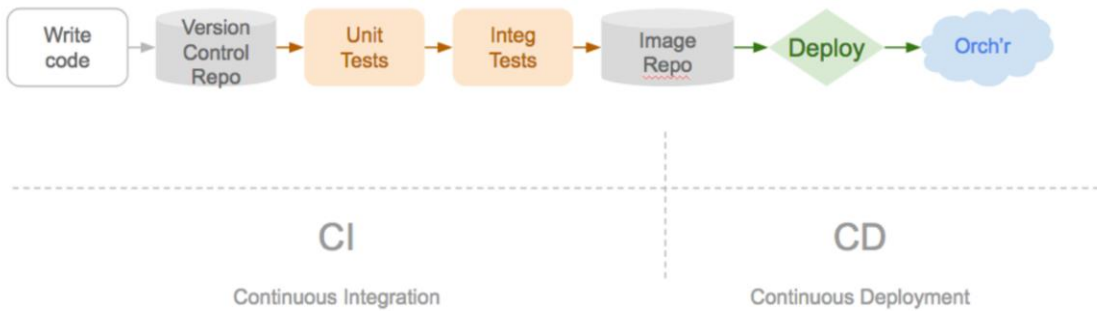 Write
code
Version
Control
Repo
Unit
Tests
Integ
Tests
Image
Repo
Deploy
Orch'r
CI
CD
Continuous Integration
Continuous Deployment